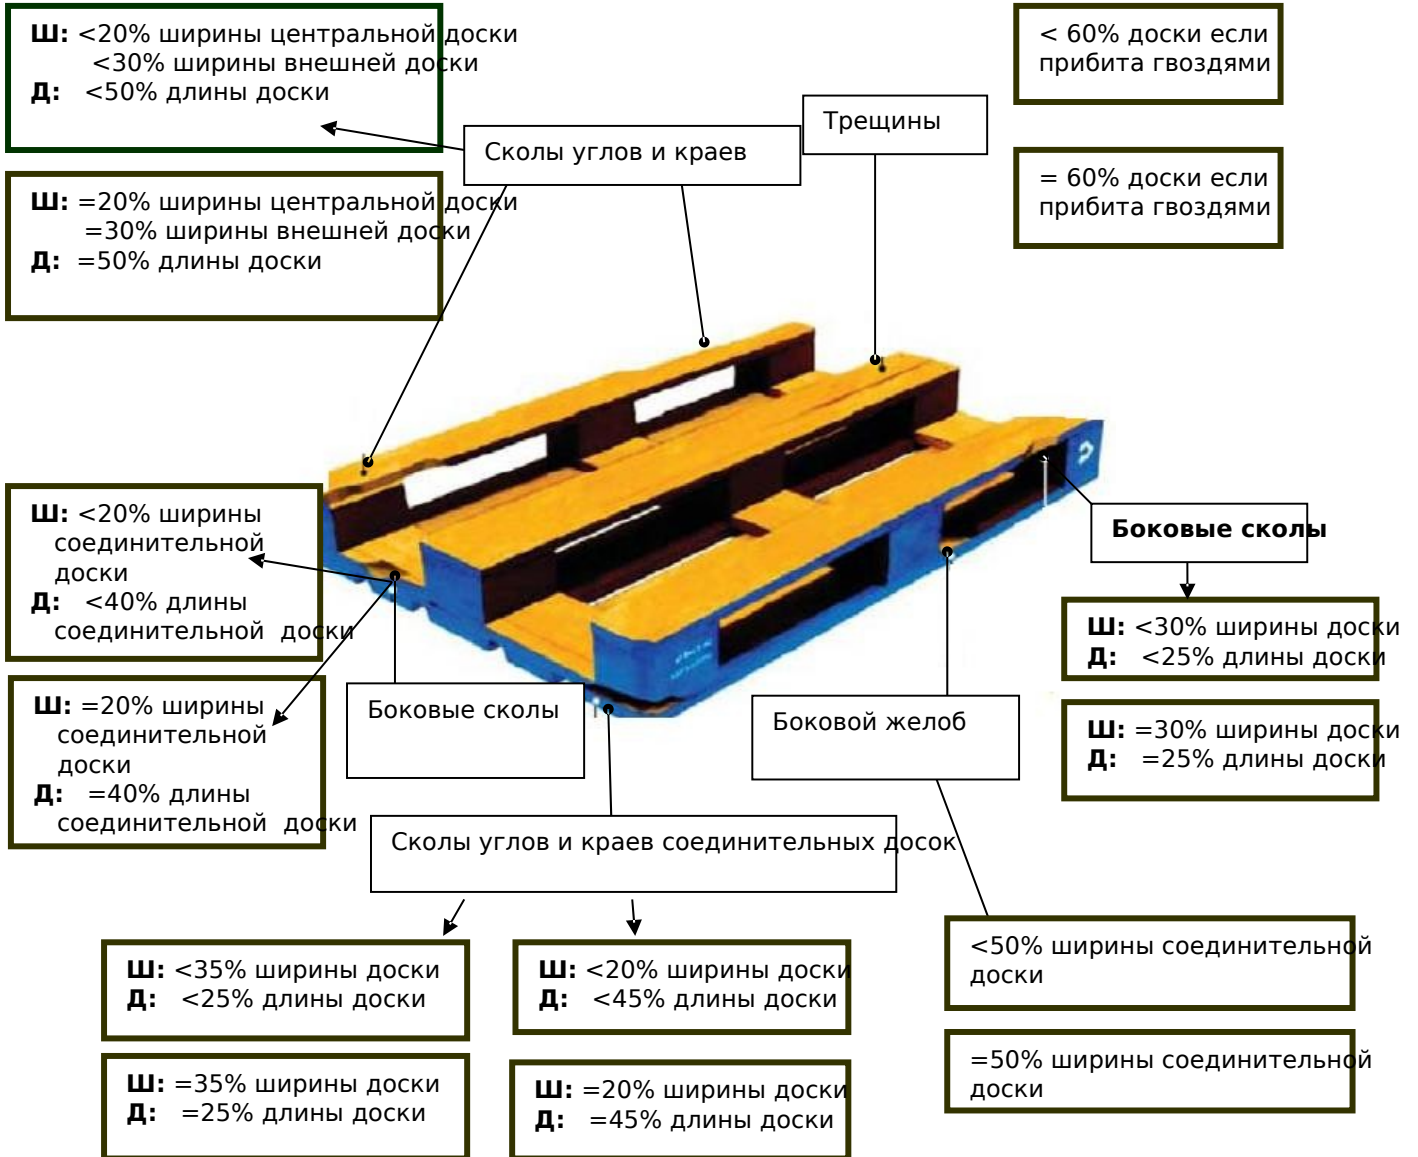 Ш: <20% ширины центральной доски
<30% ширины внешней доски
Д: <50% длины доски
< 60% доски если
прибита гвоздями
Трещины
Сколы углов и краев
= 60% доски если
прибита гвоздями
Ш: =20% ширины центральной доски
=30% ширины внешней доски
Д: =50% длины доски
Ш: <20% ширины
соединительной
доски
Д: <40% длины
соединительной доски
Боковые сколы
Ш: <30% ширины доски
Д: <25% длины доски
Ш: =20% ширины
соединительной
доски
Д: =40% длины
соединительной доски
Боковые сколы
Боковой желоб
Ш: =30% ширины доски
Д: =25% длины доски
Сколы углов и краев соединительных досок
Ш: <35% ширины доски
Д: <25% длины доски
Ш: <20% ширины доски
Д: <45% длины доски
<50% ширины соединительной
доски
Ш: =35% ширины доски
Д: =25% длины доски
Ш: =20% ширины доски
Д: =45% длины доски
=50% ширины соединительной
доски